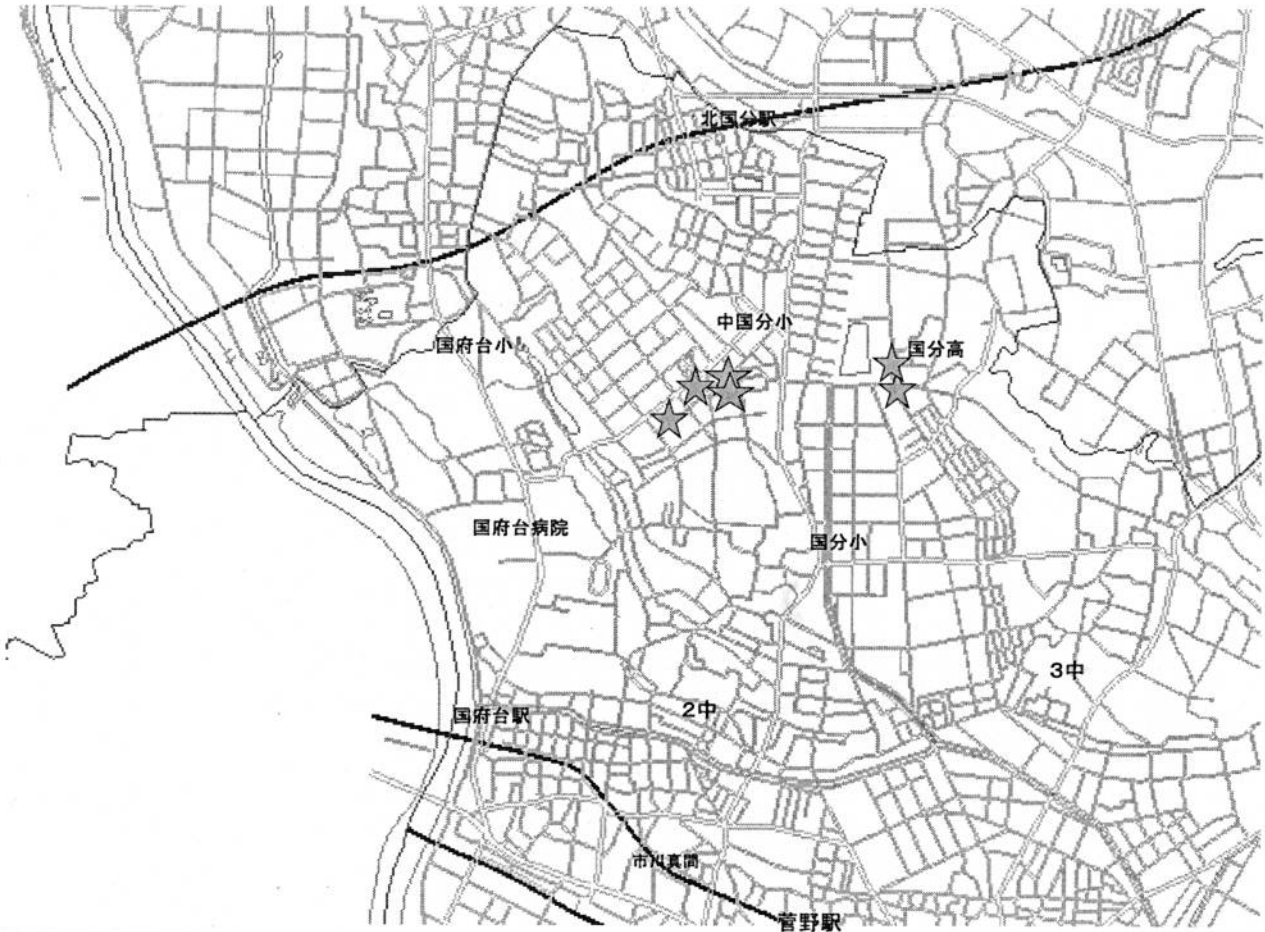 北国分駅
中国分小
国府台小
国分高
国府台病院
国分小
3中
2中
国府台駅
市川真間
菅野駅